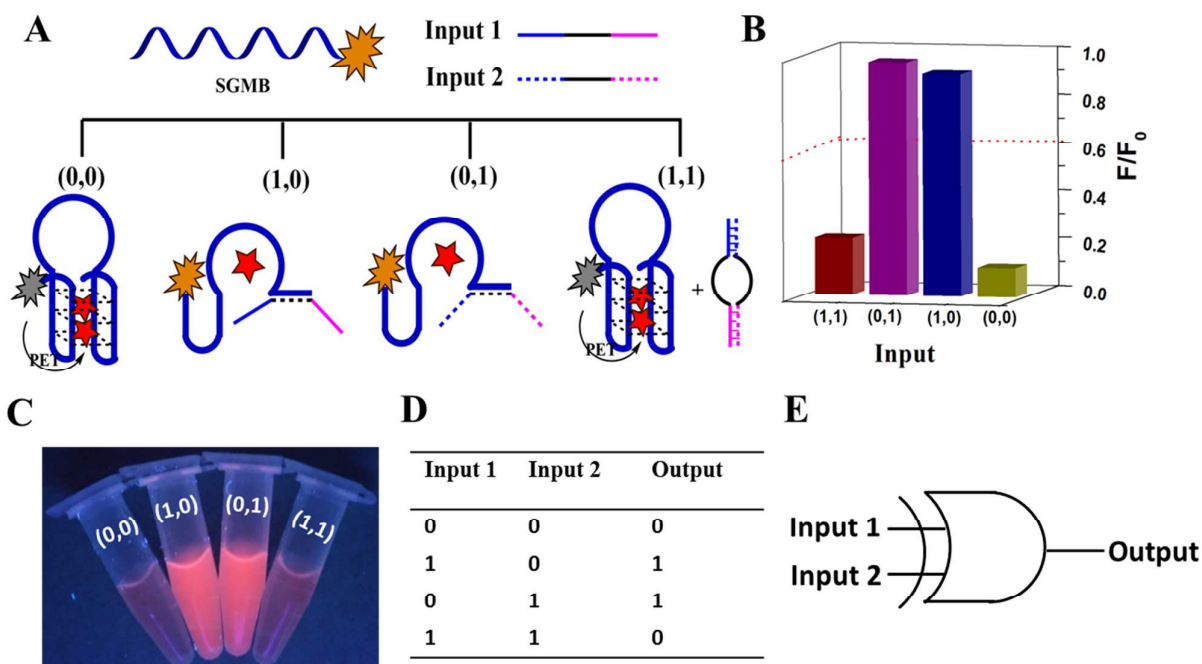 A
SGMB
Input 1
Input 2
(0,0)
(1,0)
(0,1)
(1,1)
PET
PET
+
B
1.0
0.8
0.6
0.4
0.2
0.0
F/F₀
(1,1)
(0,1)
(1,0)
(0,0)
Input
C
(0,0)
(1,0)
(0,1)
(1,1)
D
Input 1 Input 2 Output
0 0 0
1 0 1
0 1 1
1 1 0
E
Input 1
Input 2
Output